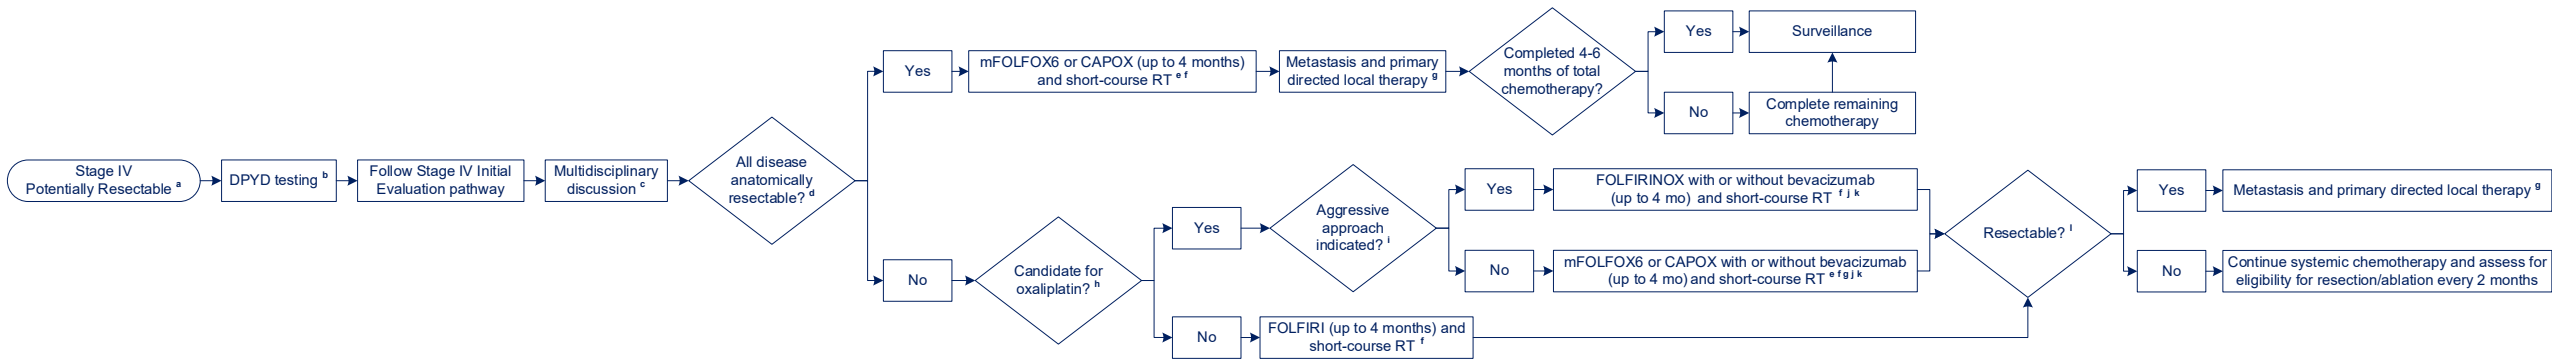 Stage IV
Potentially Resectable a
DPYD testing b
Follow Stage IV Initial
Evaluation pathway
Multidisciplinary
discussion c
All disease
anatomically
resectable? d
Yes
mFOLFOX6 or CAPOX (up to 4 months)
and short-course RT e f
Metastasis and primary
directed local therapy g
Completed 4-6
months of total
chemotherapy?
Yes
Surveillance
No
Complete remaining
chemotherapy
No
Candidate for
oxaliplatin? h
Yes
Aggressive
approach
indicated? i
Yes
FOLFIRINOX with or without bevacizumab
(up to 4 mo) and short-course RT f j k
No
mFOLFOX6 or CAPOX with or without bevacizumab
(up to 4 mo) and short-course RT e f g j k
No
FOLFIRI (up to 4 months) and
short-course RT f
Resectable? l
Yes
Metastasis and primary directed local therapy g
No
Continue systemic chemotherapy and assess for
eligibility for resection/ablation every 2 months